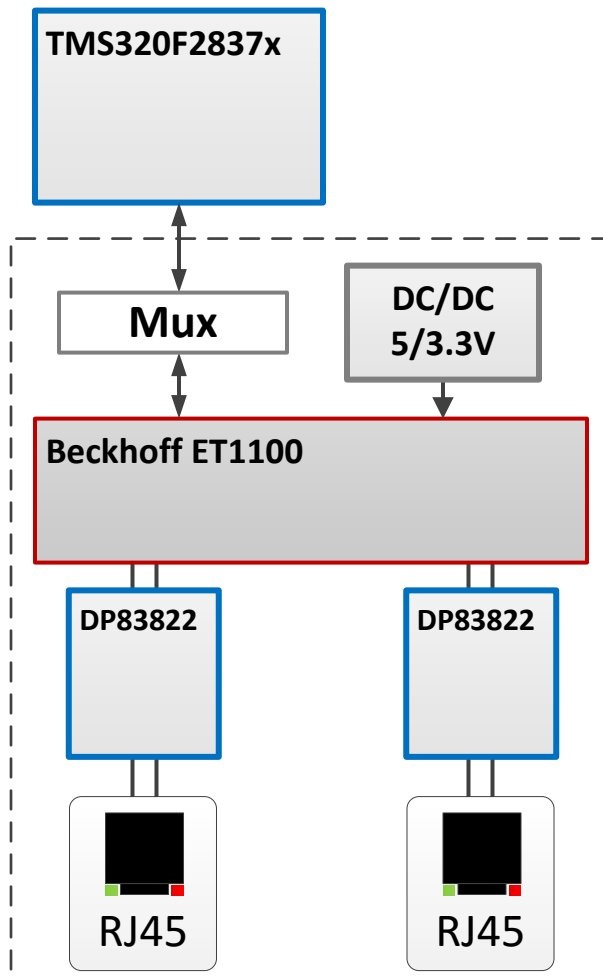 TMS320F2837x
Mux
DC/DC
5/3.3V
Beckhoff ET1100
DP83822
DP83822
RJ45
RJ45